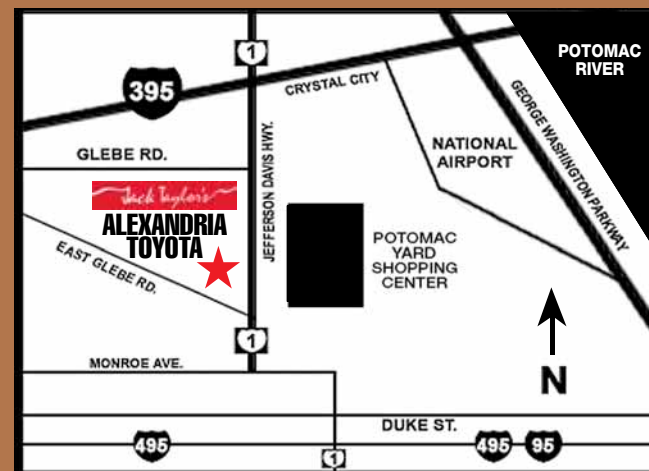 1
POTOMAC
RIVER
395
CRYSTAL CITY
GEORGE WASHINGTON PARKWAY
NATIONAL
AIRPORT
GLEBE RD.
JEFFERSON DAVIS HWY.
Jack Taylor's
ALEXANDRIA
TOYOTA
EAST GLEBE RD.
POTOMAC
YARD
SHOPPING
CENTER
1
MONROE AVE.
N
DUKE ST.
495
495
95
1